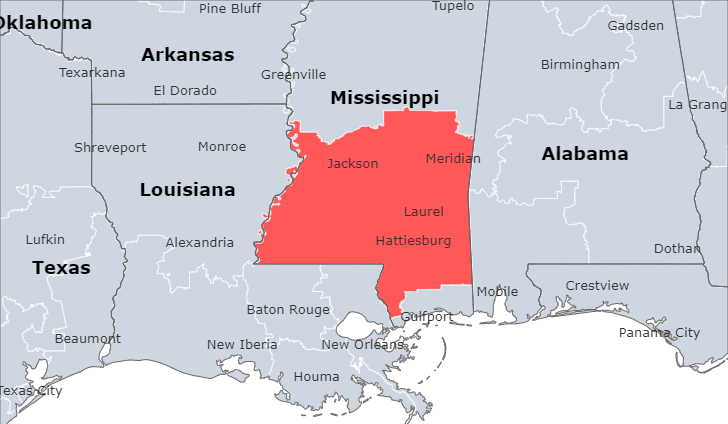 Pine Bluff
Tupelo
Oklahoma
Gadsden
Arkansas
Birmingham
Texarkana
Greenville
El Dorado
Mississippi
La Grang
Shreveport
Monroe
Jackson
Meridian
Alabama
Louisiana
Laurel
Lufkin
Alexandria
Hattiesburg
Dothan
Texas
Mobile
Crestview
Baton Rouge
Gulfport
Beaumont
New Iberia
New Orleans
Panama City
Houma
Texas City